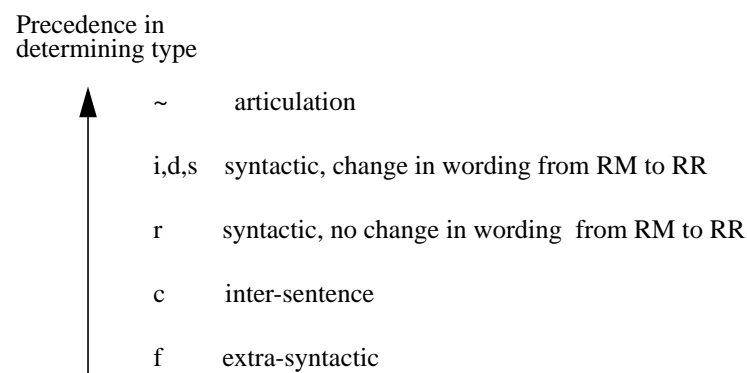 Precedence in
determining type
~ articulation
i,d,s syntactic, change in wording from RM to RR
r syntactic, no change in wording from RM to RR
c inter-sentence
f extra-syntactic